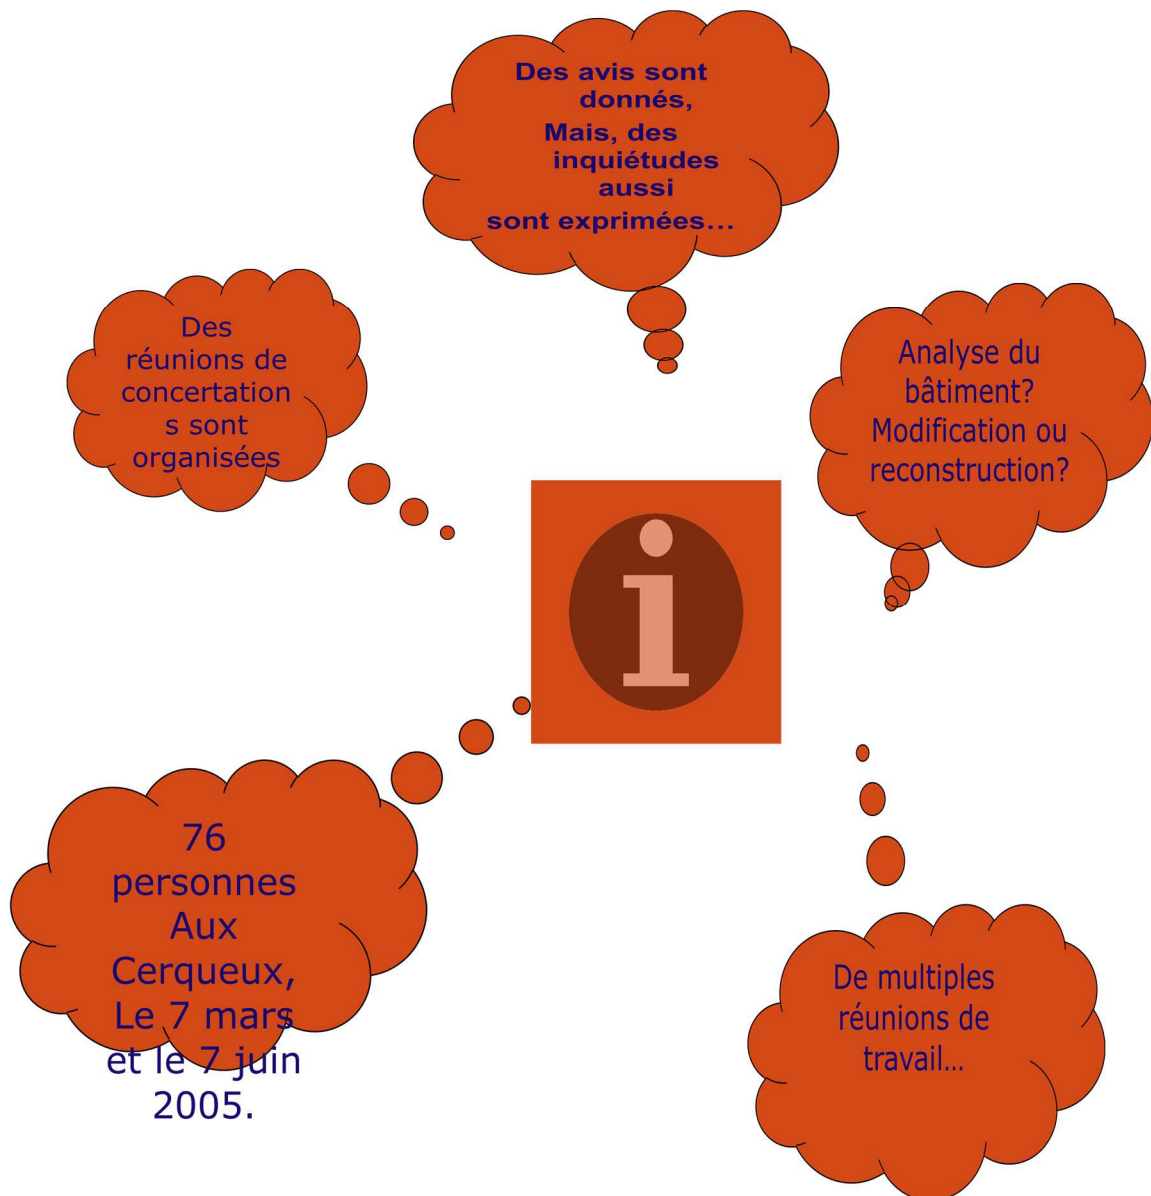 Des avis sont
donnés,
Mais, des
inquiétudes
aussi
sont exprimées...
Des
réunions de
concertation
s sont
organisées
Analyse du
bâtiment?
Modification ou
reconstruction?
i
76
personnes
Aux
Cerqueux,
Le 7 mars
et le 7 juin
2005.
De multiples
réunions de
travail...